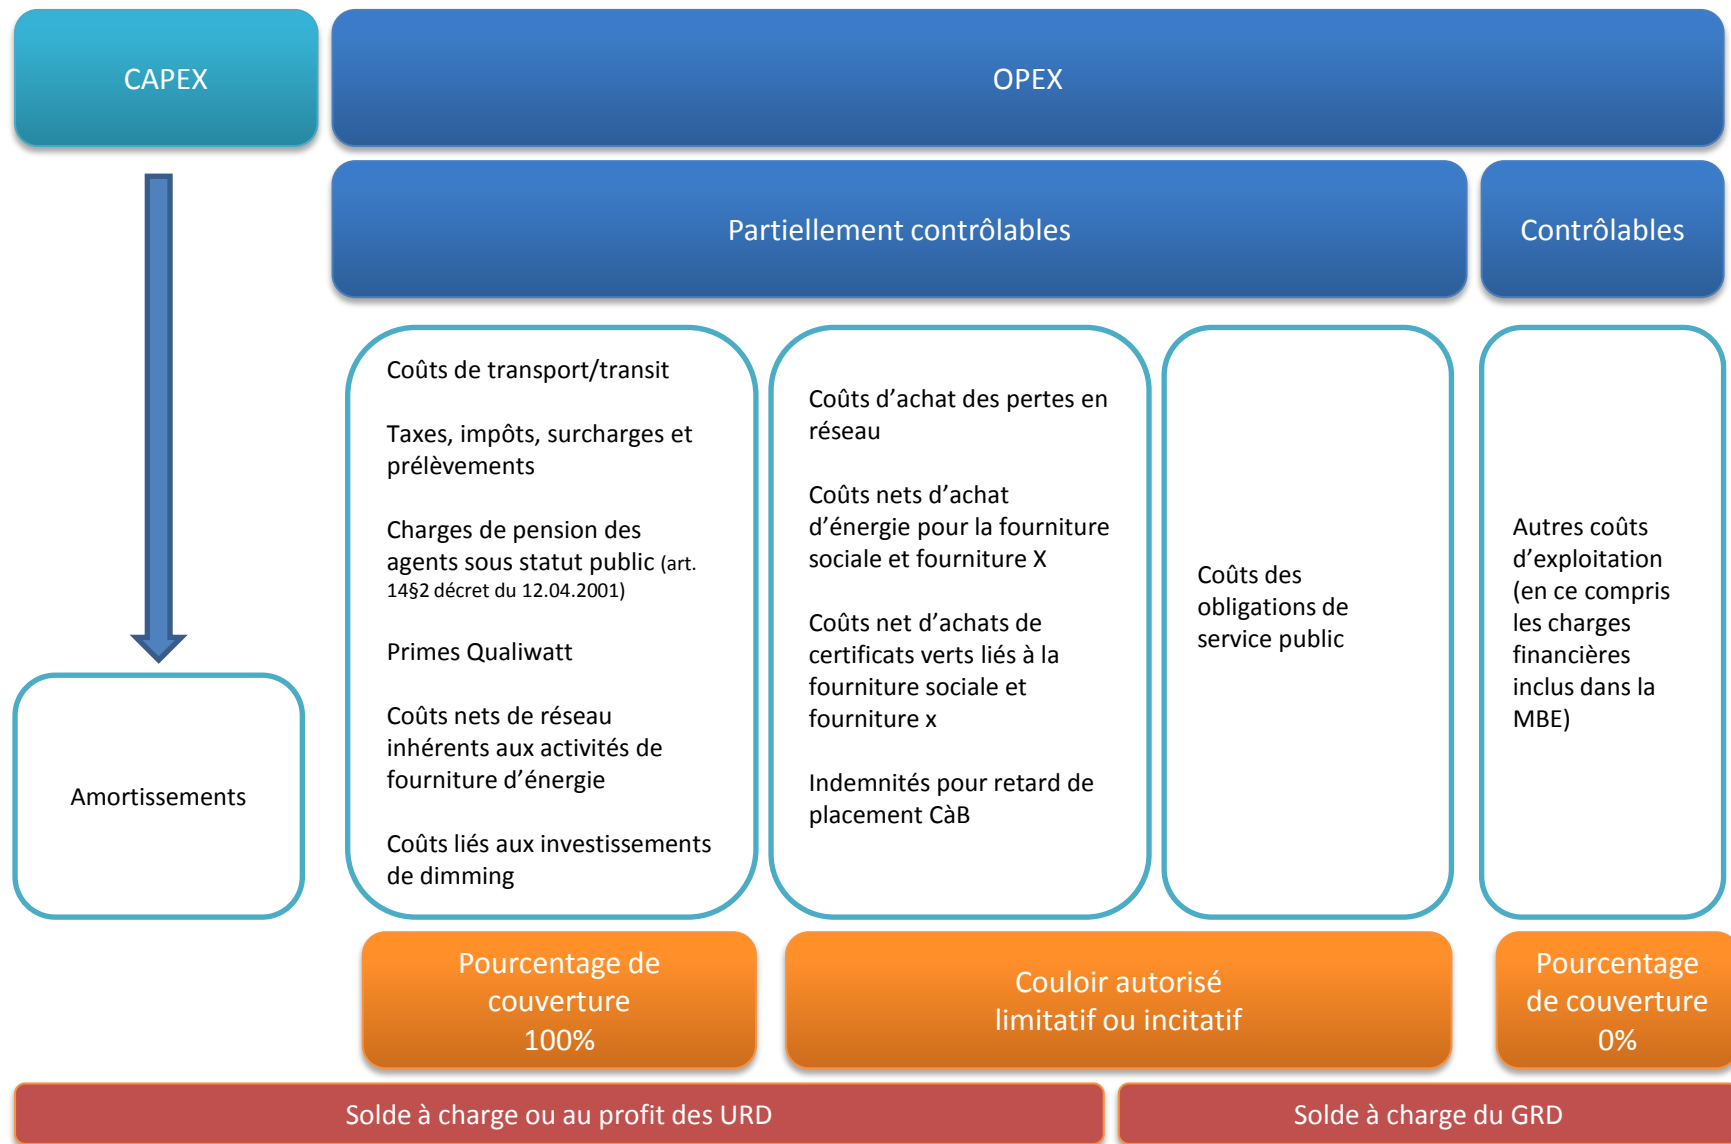 CAPEX
OPEX
Partiellement contrôlables
Contrôlables
Coûts de transport/transit
Taxes, impôts, surcharges et
prélèvements
Charges de pension des
agents sous statut public (art.
14§2 décret du 12.04.2001)
Primes Qualiwatt
Coûts nets de réseau
inhérents aux activités de
fourniture d’énergie
Coûts liés aux investissements
de dimming
Coûts d’achat des pertes en
réseau
Coûts nets d’achat
d’énergie pour la fourniture
sociale et fourniture X
Coûts net d’achats de
certificats verts liés à la
fourniture sociale et
fourniture x
Indemnités pour retard de
placement CàB
Coûts des
obligations de
service public
Autres coûts
d’exploitation
(en ce compris
les charges
financières
inclus dans la
MBE)
Amortissements
Pourcentage de
couverture
100%
Couloir autorisé
limitatif ou incitatif
Pourcentage
de couverture
0%
Solde à charge ou au profit des URD
Solde à charge du GRD